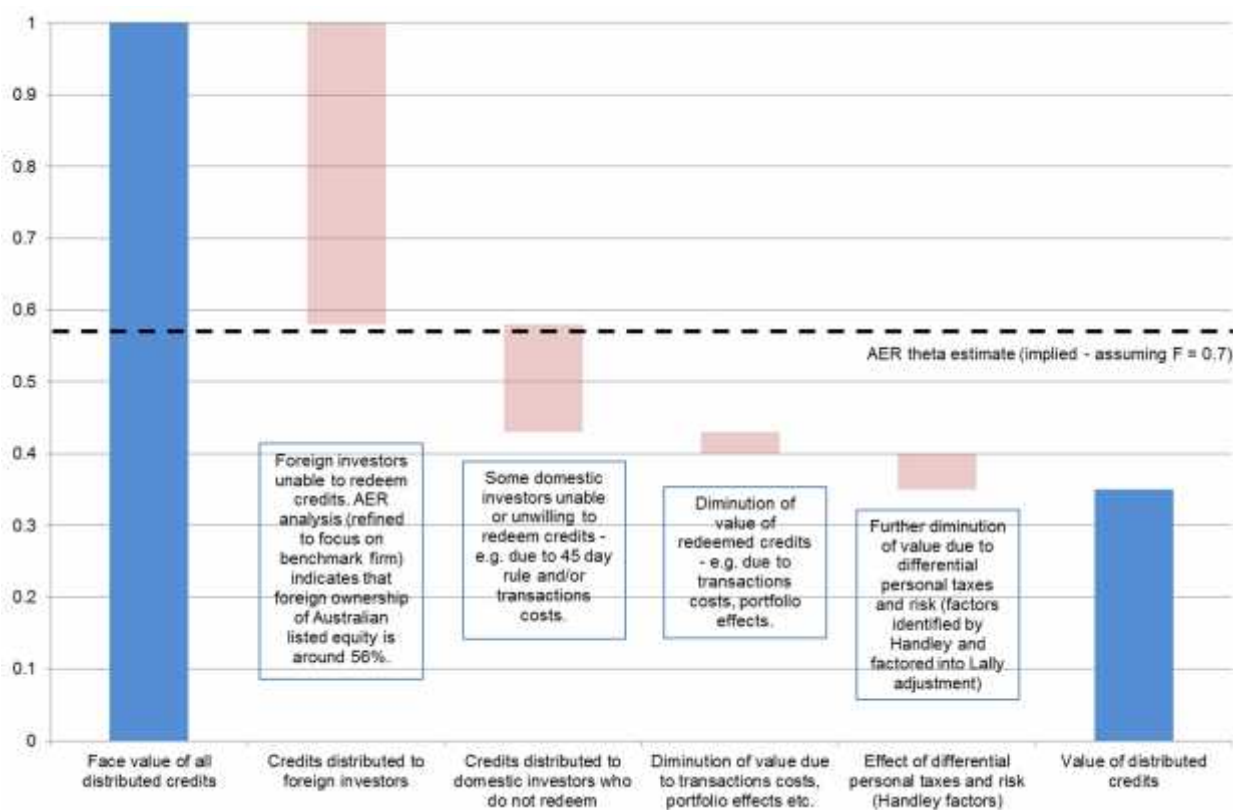 1
0.9
0.8
0.7
0.6
0.5
0.4
0.3
0.2
0.1
0
AER theta estimate (implied - assuming F = 0.7)
Foreign investors
unable to redeem
credits. AER
analysis (refined
to focus on
benchmark firm)
indicates that
foreign ownership
of Australian
listed equity is
around 56%.
Some domestic
investors unable
or unwilling to
redeem credits -
e.g. due to 45 day
rule and/or
transactions
costs.
Diminution of
value of
redeemed credits
- e.g. due to
transactions
costs, portfolio
effects.
Further diminution
of value due to
differential
personal taxes
and risk (factors
identified by
Handley and
factored into Lally
adjustment)
Face value of all
distributed credits
Credits distributed to
foreign investors
Credits distributed to
domestic investors who
do not redeem
Diminution of value due
to transactions costs,
portfolio effects etc.
Effect of differential
personal taxes and risk
(Handley factors)
Value of distributed
credits